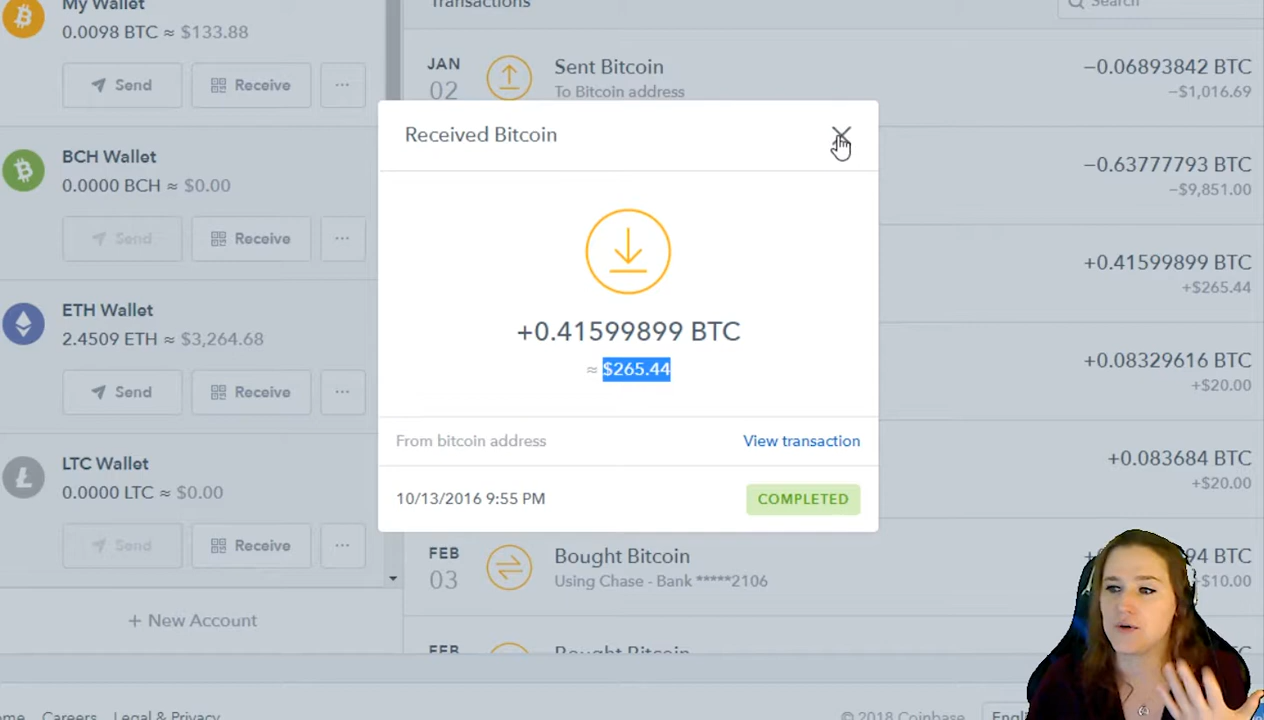 My Wallet
0.0098 BTC ≈ $133.88
Send
Receive
BCH Wallet
0.0000 BCH ≈ $0.00
Send
Receive
ETH Wallet
2.4509 ETH ≈ $3,264.68
Send
Receive
LTC Wallet
0.0000 LTC ≈ $0.00
Send
Receive
+ New Account
Transactions
Search
JAN
02
Sent Bitcoin
To Bitcoin address
−0.06893842 BTC
−$1,016.69
−0.63777793 BTC
−$9,851.00
+0.41599899 BTC
+$265.44
+0.08329616 BTC
+$20.00
+0.083684 BTC
+$20.00
Received Bitcoin
+0.41599899 BTC
≈ $265.44
From bitcoin address
View transaction
10/13/2016 9:55 PM
COMPLETED
FEB
03
Bought Bitcoin
Using Chase - Bank *****2106
94 BTC
$10.00
FEB
Bought Bitcoin
ome
Careers
Legal & Privacy
© 2018 Coinbase
Engli